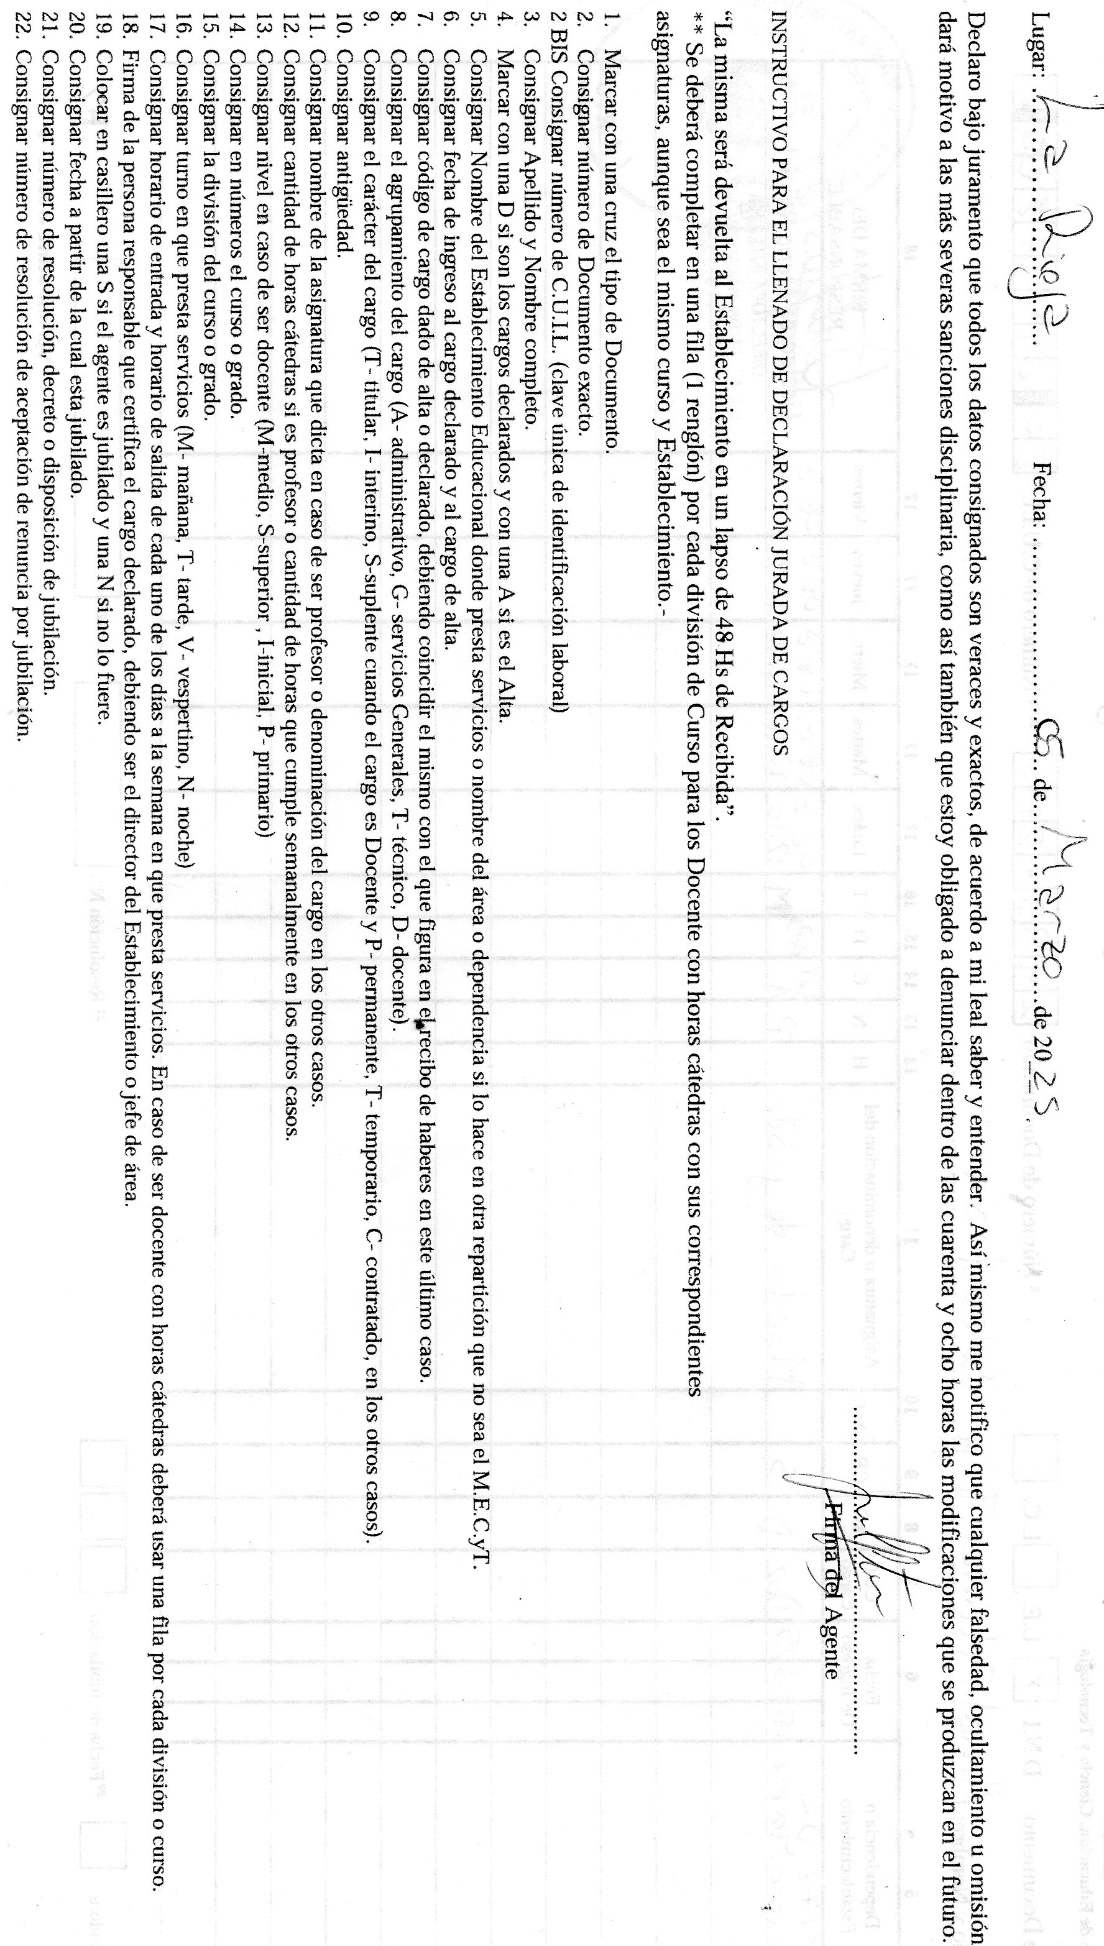 Lugar: La Rioja Fecha: 05 de Marzo de 2025.
Declaro bajo juramento que todos los datos consignados son veraces y exactos, de acuerdo a mi leal saber y entender. Así mismo me notifico que cualquier falsedad, ocultamiento u omisión
dará motivo a las más severas sanciones disciplinaria, como así también que estoy obligado a denunciar dentro de las cuarenta y ocho horas las modificaciones que se produzcan en el futuro.
Firma del Agente
INSTRUCTIVO PARA EL LLENADO DE DECLARACIÓN JURADA DE CARGOS
“La misma será devuelta al Establecimiento en un lapso de 48 Hs de Recibida”.
** Se deberá completar en una fila (1 renglón) por cada división de Curso para los Docente con horas cátedras con sus correspondientes
asignaturas, aunque sea el mismo curso y Establecimiento.-
1. Marcar con una cruz el tipo de Documento.
2. Consignar número de Documento exacto.
2 BIS Consignar número de C.U.I.L. (clave única de identificación laboral)
3. Consignar Apellido y Nombre completo.
4. Marcar con una D si son los cargos declarados y con una A si es el Alta.
5. Consignar Nombre del Establecimiento Educacional donde presta servicios o nombre del área o dependencia si lo hace en otra repartición que no sea el M.E.C.yT.
6. Consignar fecha de ingreso al cargo declarado y al cargo de alta.
7. Consignar código de cargo dado de alta o declarado, debiendo coincidir el mismo con el que figura en el recibo de haberes en este último caso.
8. Consignar el agrupamiento del cargo (A- administrativo, G- servicios Generales, T- técnico, D- docente).
9. Consignar el carácter del cargo (T- titular, I- interino, S-suplente cuando el cargo es Docente y P- permanente, T- temporario, C- contratado, en los otros casos).
10. Consignar antigüedad.
11. Consignar nombre de la asignatura que dicta en caso de ser profesor o denominación del cargo en los otros casos.
12. Consignar cantidad de horas cátedras si es profesor o cantidad de horas que cumple semanalmente en los otros casos.
13. Consignar nivel en caso de ser docente (M-medio, S-superior , I-inicial, P- primario)
14. Consignar en números el curso o grado.
15. Consignar la división del curso o grado.
16. Consignar turno en que presta servicios (M- mañana, T- tarde, V- vespertino, N- noche)
17. Consignar horario de entrada y horario de salida de cada uno de los días a la semana en que presta servicios. En caso de ser docente con horas cátedras deberá usar una fila por cada división o curso.
18. Firma de la persona responsable que certifica el cargo declarado, debiendo ser el director del Establecimiento o jefe de área.
19. Colocar en casillero una S si el agente es jubilado y una N si no lo fuere.
20. Consignar fecha a partir de la cual esta jubilado.
21. Consignar número de resolución, decreto o disposición de jubilación.
22. Consignar número de resolución de aceptación de renuncia por jubilación.